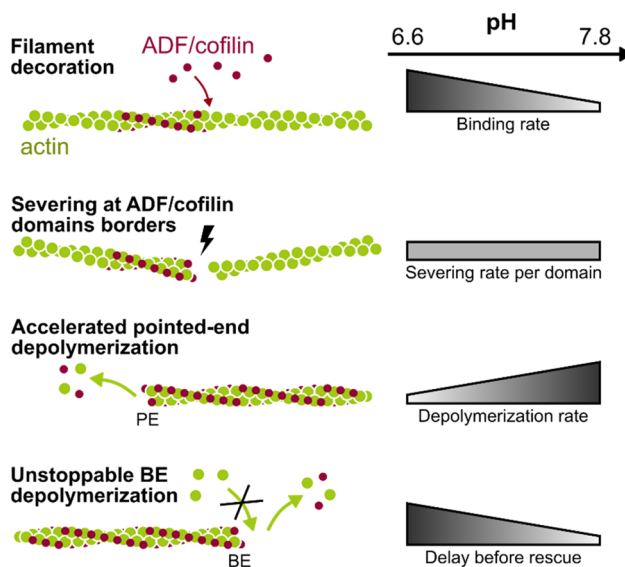 pH
6.6 7.8
Filament
decoration
ADF/cofilin
actin
Binding rate
Severing at ADF/cofilin
domains borders
Severing rate per domain
Accelerated pointed-end
depolymerization
PE
Depolymerization rate
Unstoppable BE
depolymerization
BE
Delay before rescue